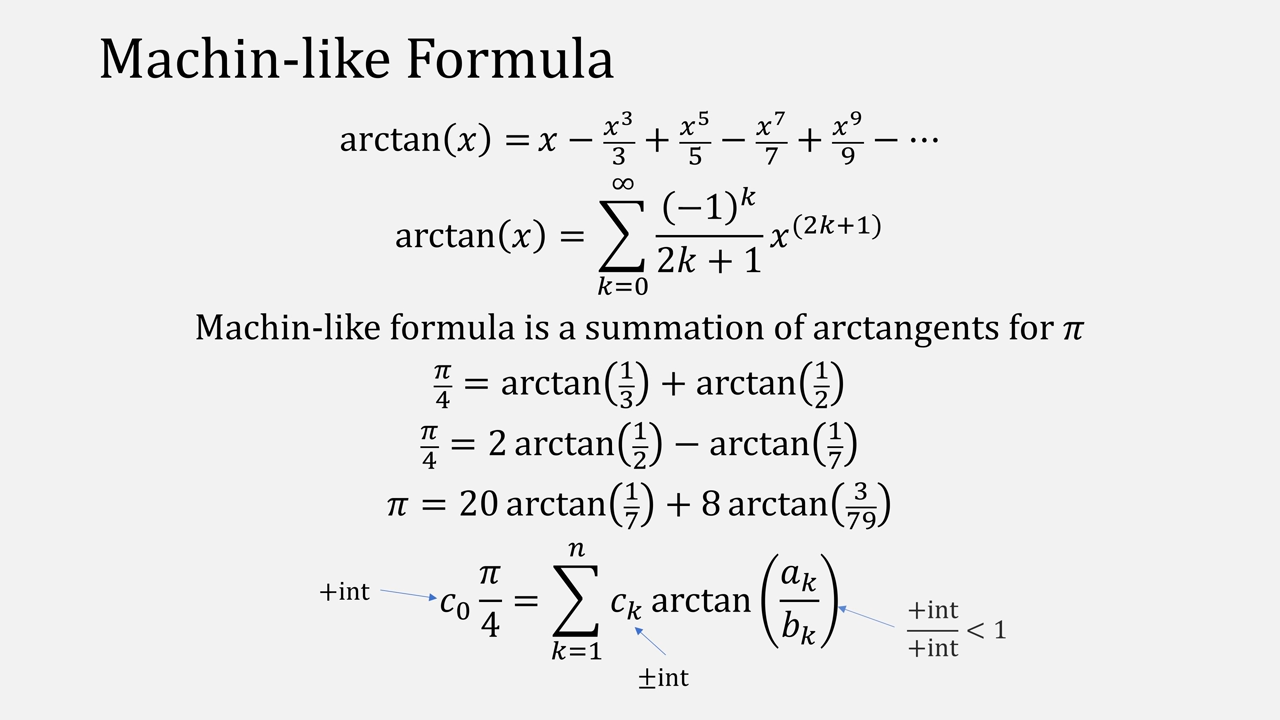 Machin-like Formula
arctan(x) = x − x³/3 + x⁵/5 − x⁷/7 + x⁹/9 − ⋯
arctan(x) = ∑_{k=0}^{∞} (−1)^k/(2k + 1) x^(2k+1)
Machin-like formula is a summation of arctangents for π
π/4 = arctan(1/3) + arctan(1/2)
π/4 = 2 arctan(1/2) − arctan(1/7)
π = 20 arctan(1/7) + 8 arctan(3/79)
+int
c₀ π/4 = ∑_{k=1}^{n} c_k arctan(a_k/b_k)
+int/+int < 1
±int